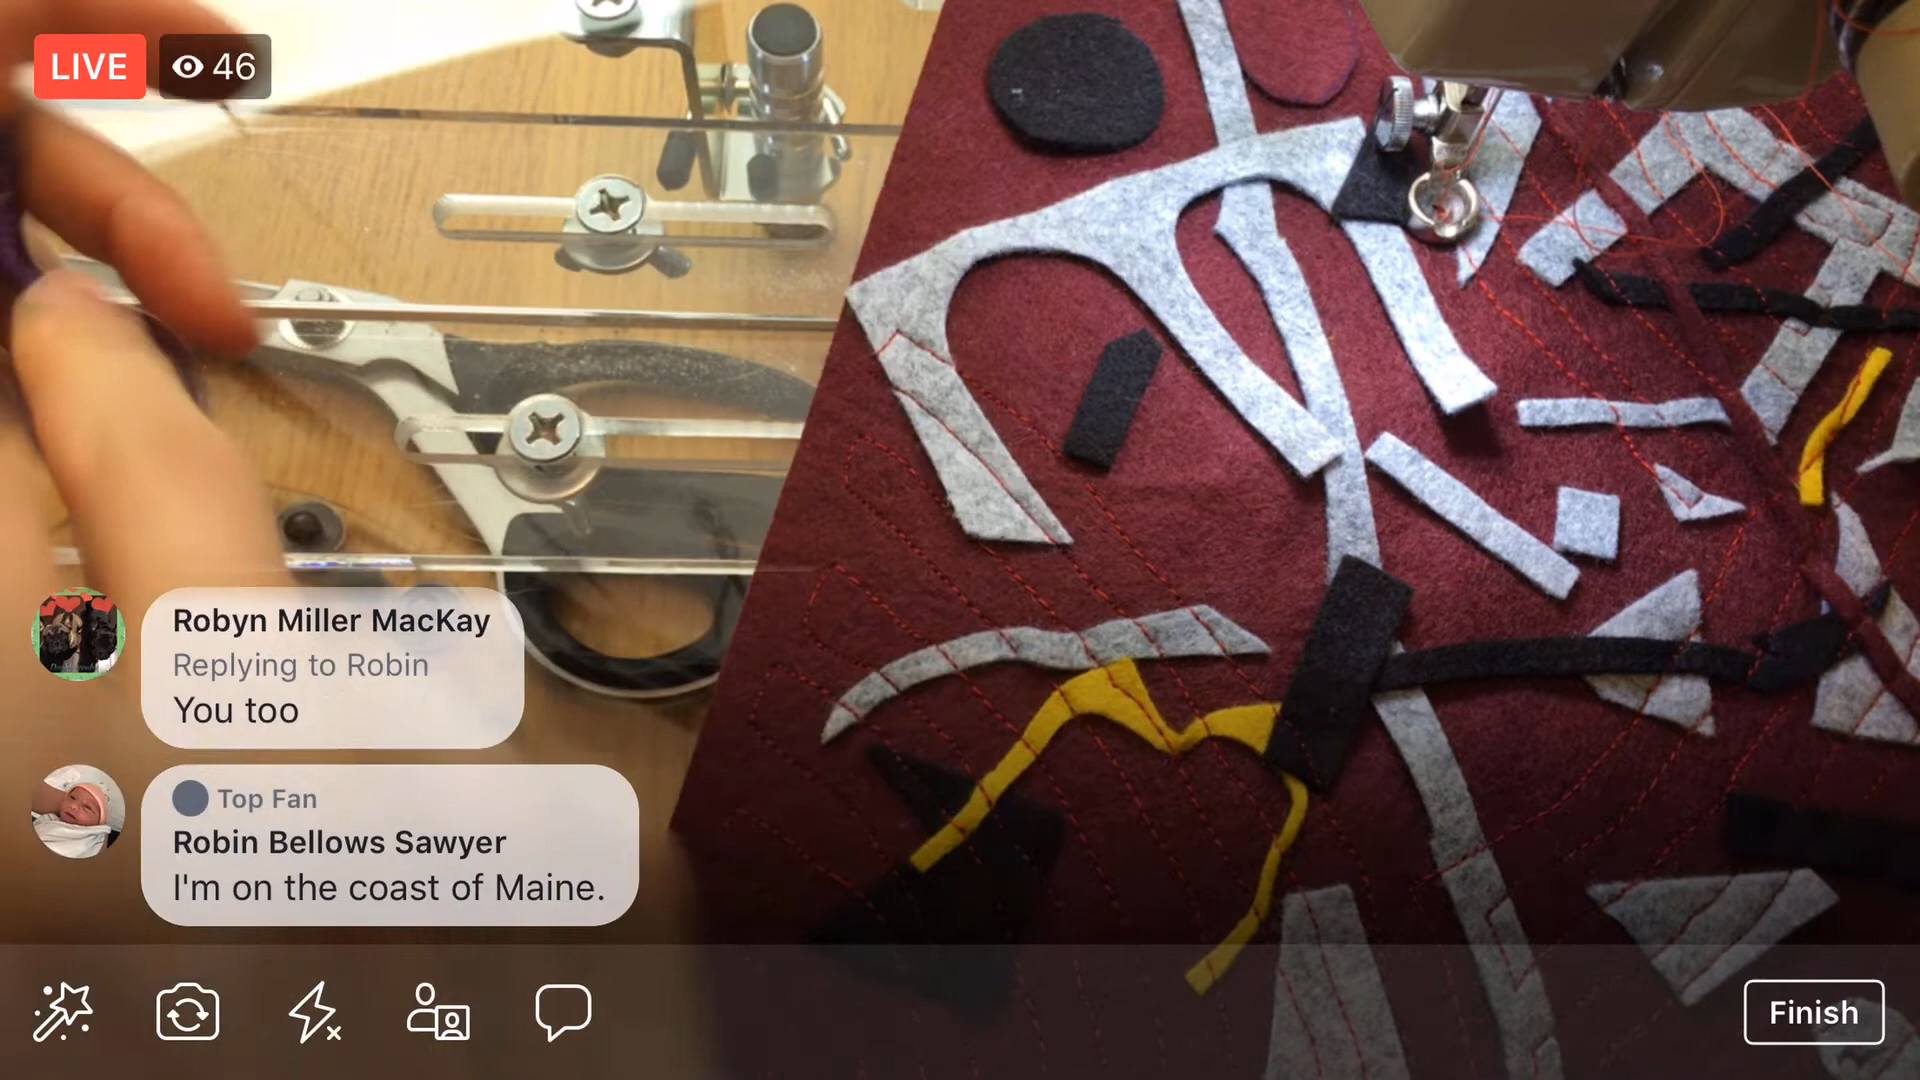 LIVE 46
Robyn Miller MacKay
Replying to Robin
You too
Top Fan
Robin Bellows Sawyer
I'm on the coast of Maine.
Finish